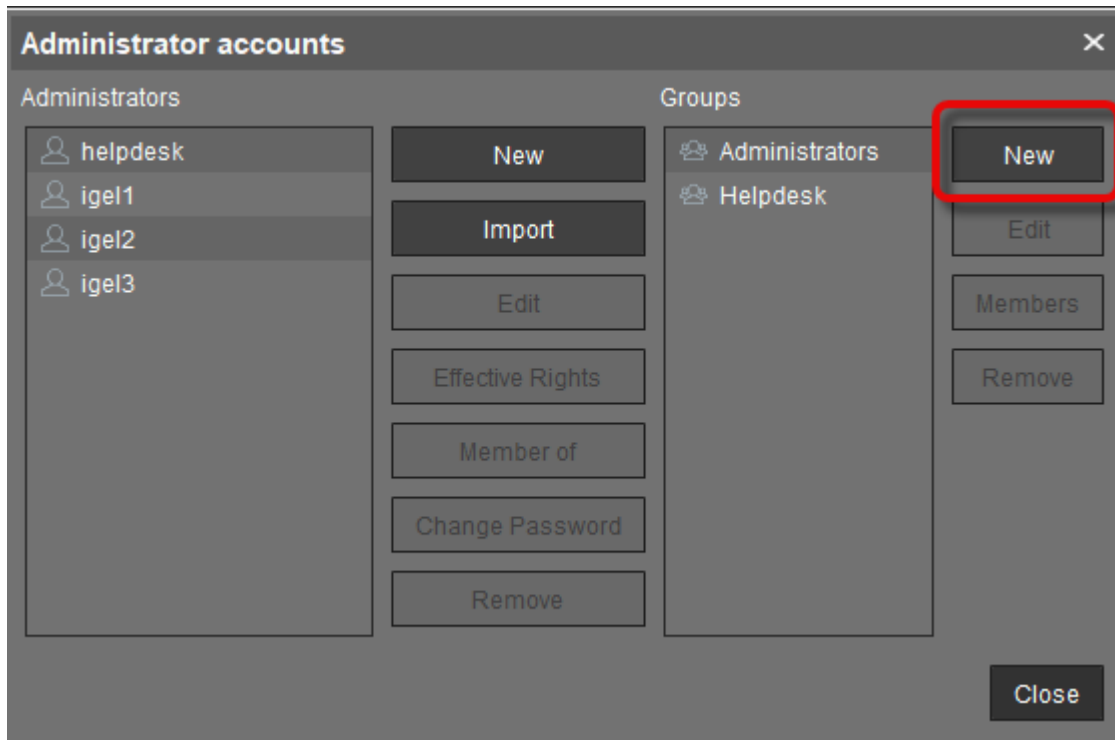 Administrator accounts
Administrators
helpdesk
igel1
igel2
igel3
New
Import
Edit
Effective Rights
Member of
Change Password
Remove
Groups
Administrators
Helpdesk
New
Edit
Members
Remove
Close